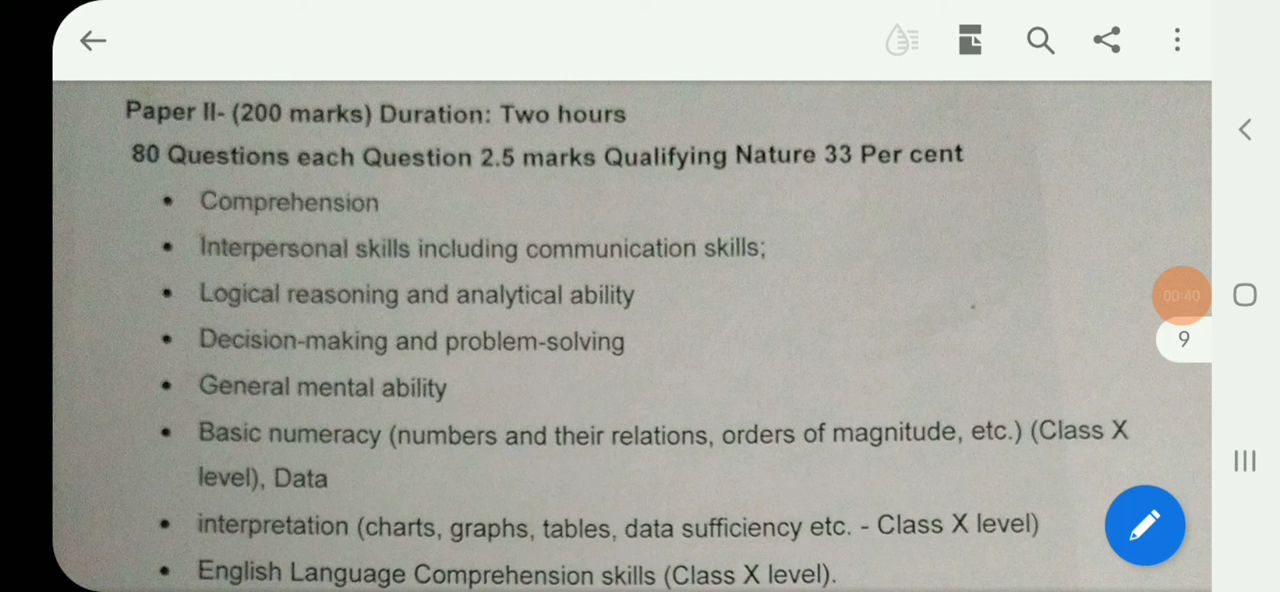 Paper II- (200 marks) Duration: Two hours
80 Questions each Question 2.5 marks Qualifying Nature 33 Per cent
• Comprehension
• Interpersonal skills including communication skills;
• Logical reasoning and analytical ability
• Decision-making and problem-solving
00:40
9
• General mental ability
• Basic numeracy (numbers and their relations, orders of magnitude, etc.) (Class X
level), Data
• interpretation (charts, graphs, tables, data sufficiency etc. - Class X level)
• English Language Comprehension skills (Class X level).